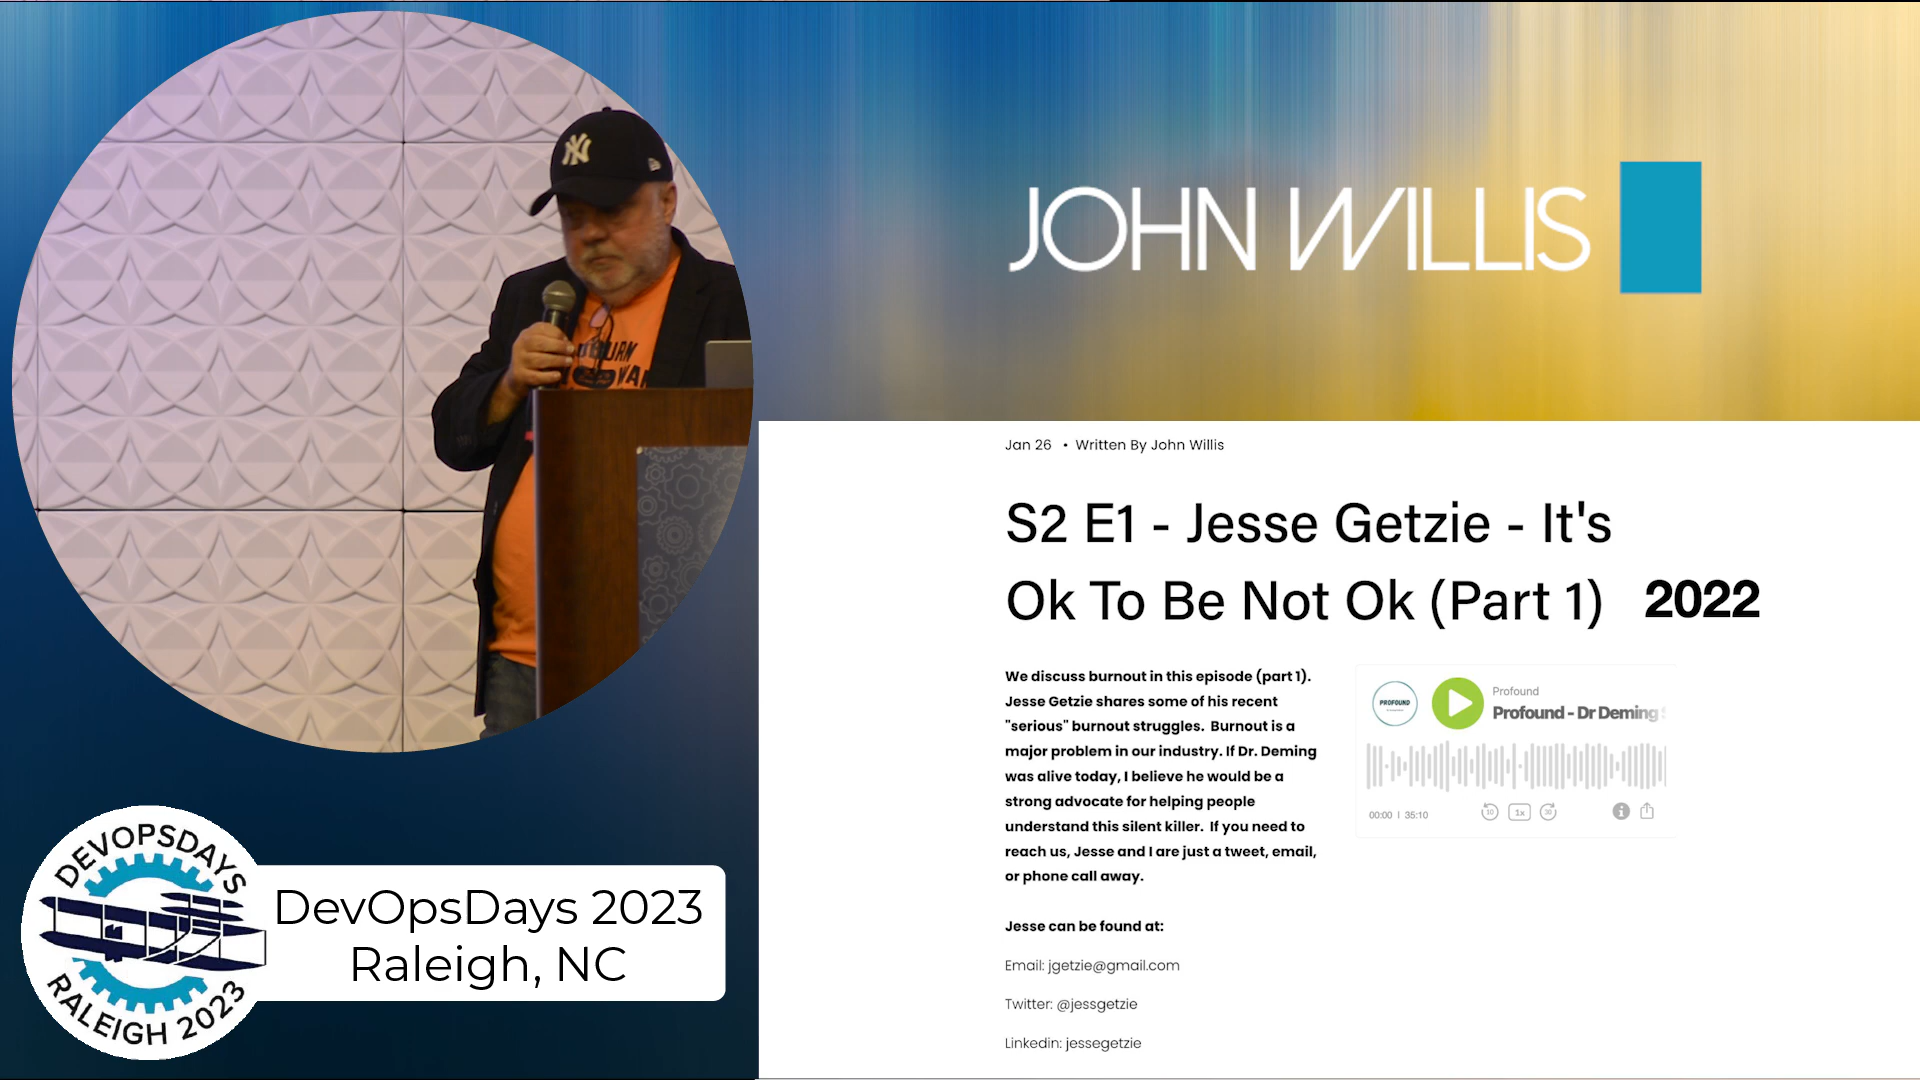 NY
JOHN WILLIS
Jan 26 • Written By John Willis
S2 E1 - Jesse Getzie - It's
Ok To Be Not Ok (Part 1) 2022
We discuss burnout in this episode (part 1).
Jesse Getzie shares some of his recent
"serious" burnout struggles. Burnout is a
major problem in our industry. If Dr. Deming
was alive today, I believe he would be a
strong advocate for helping people
understand this silent killer. If you need to
reach us, Jesse and I are just a tweet, email,
or phone call away.
PROFOUND
Profound
Profound - Dr Deming
00:00 | 35:10
10
1x
30
Jesse can be found at:
Email: jgetzie@gmail.com
Twitter: @jessgetzie
Linkedin: jessegetzie
DEVOPSDAYS
RALEIGH 2023
DevOpsDays 2023
Raleigh, NC